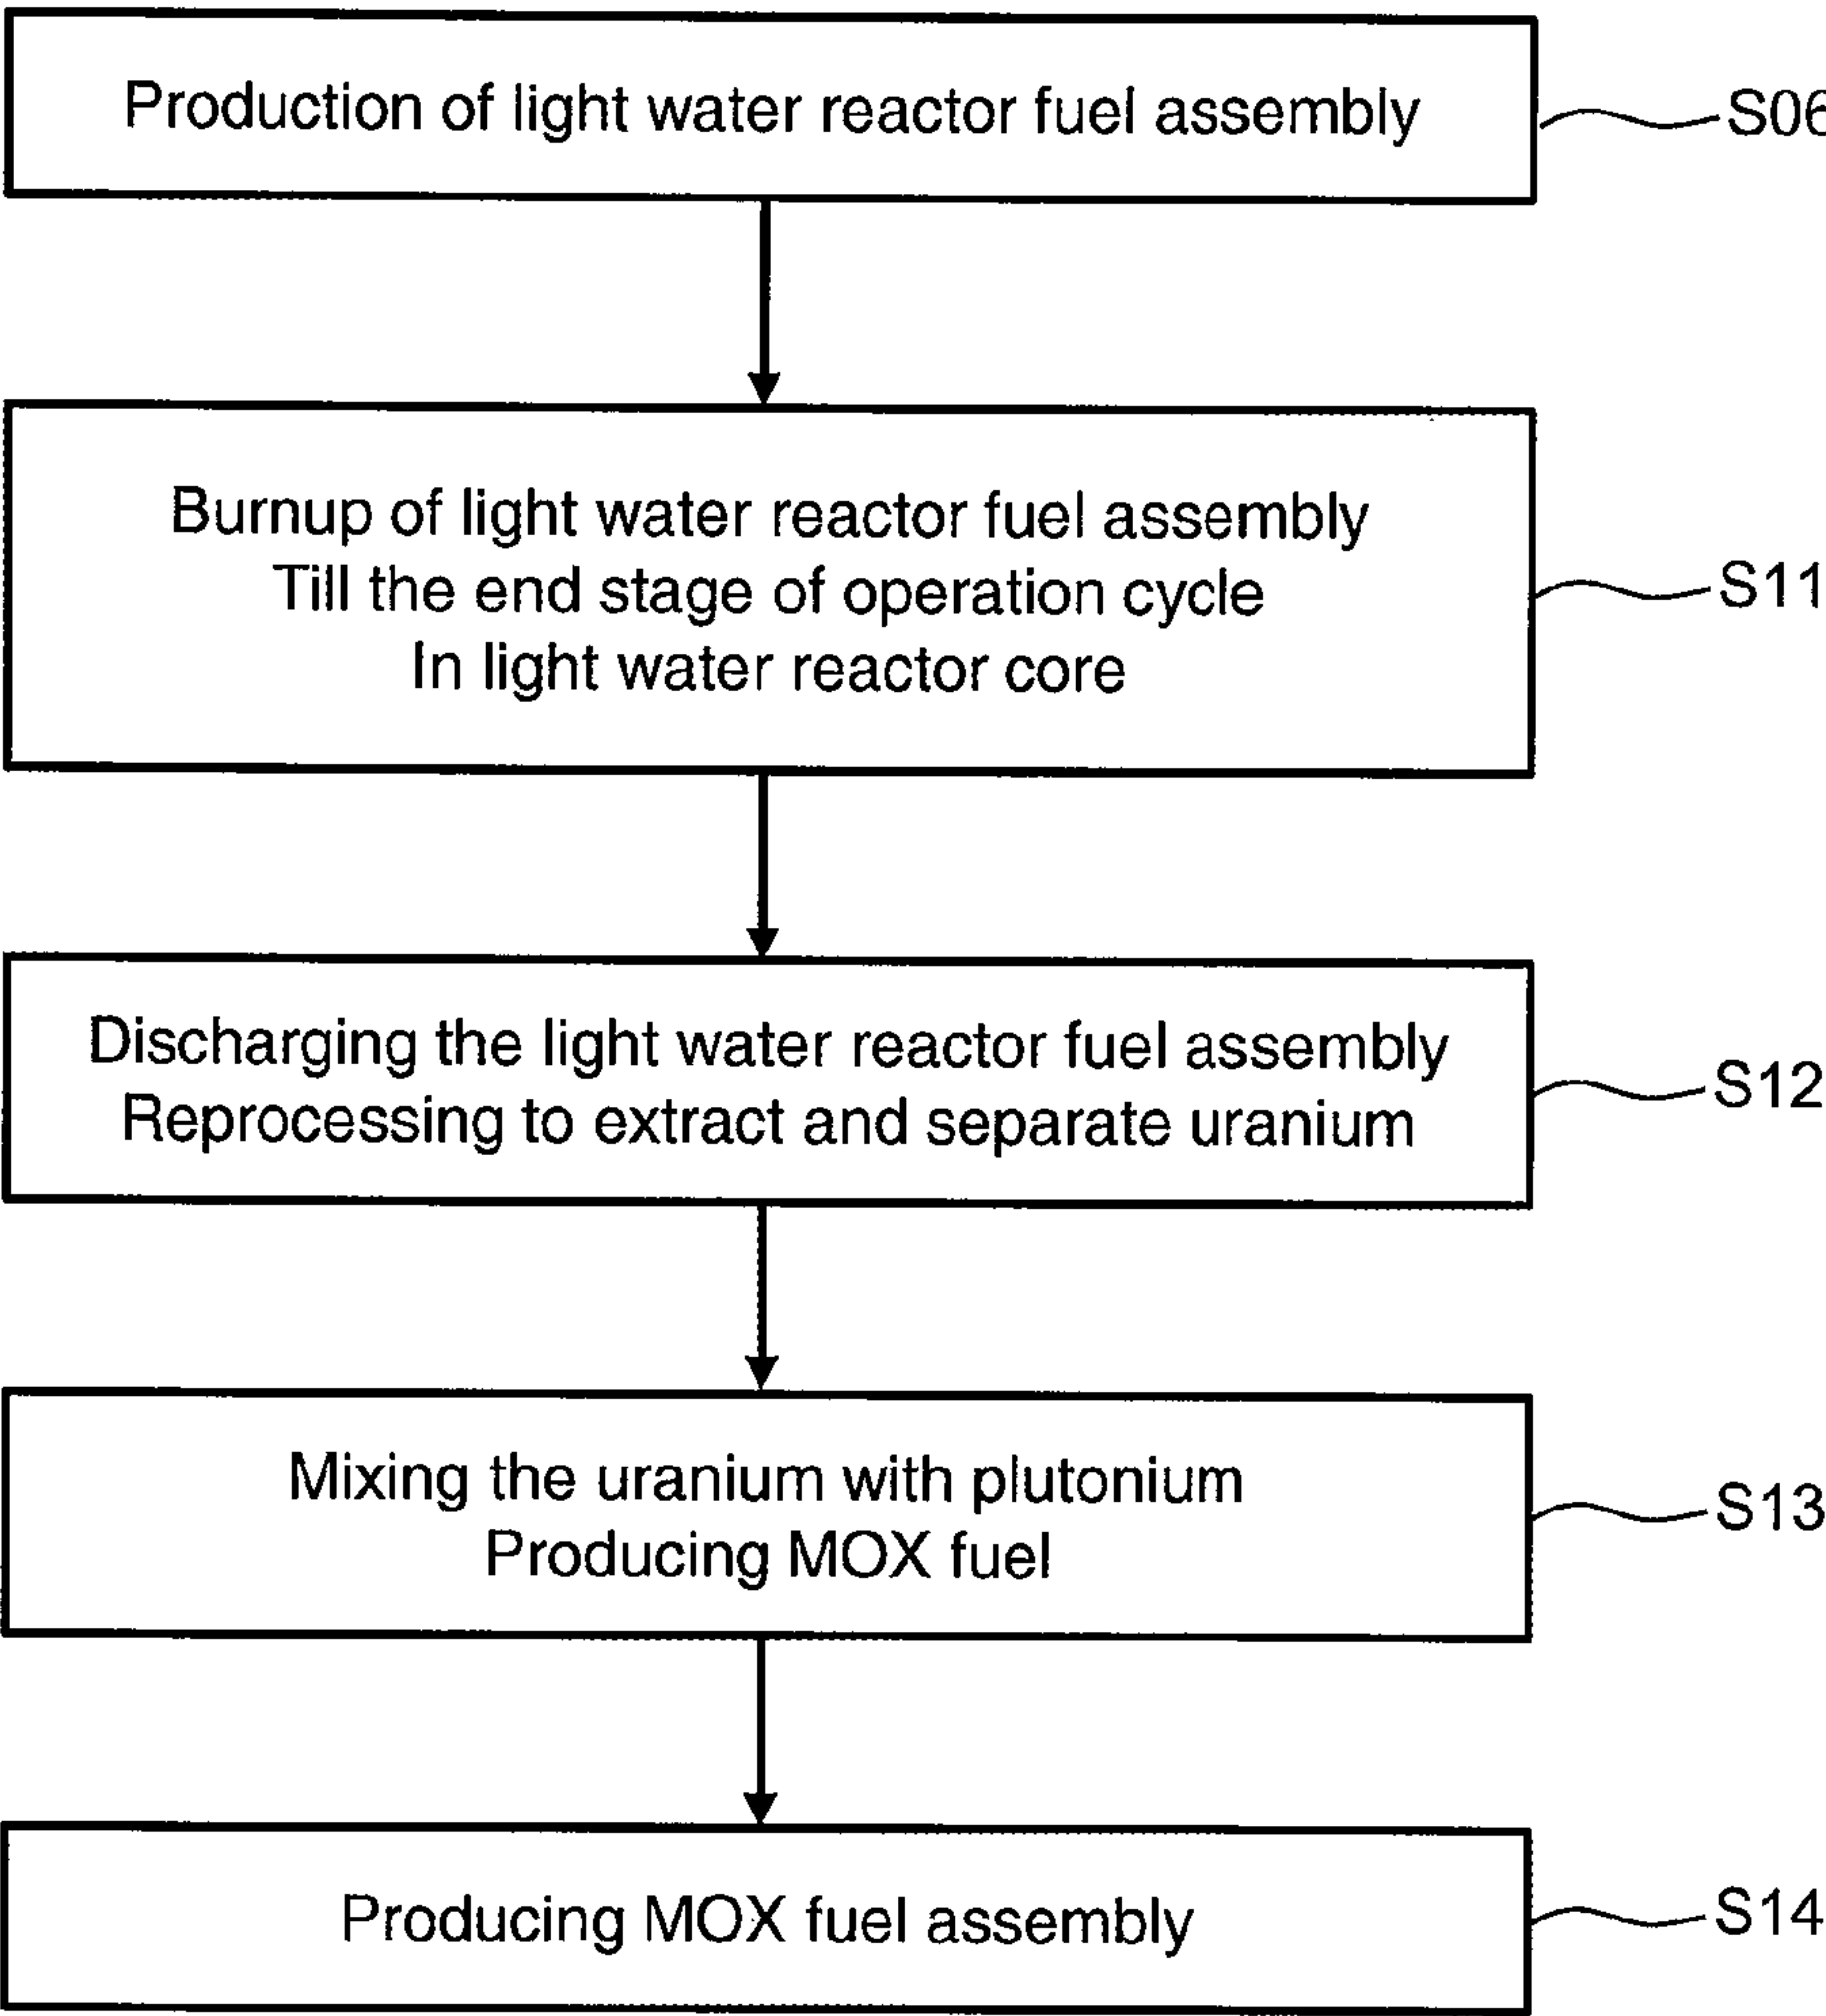 Production of light water reactor fuel assembly
S06
Burnup of light water reactor fuel assembly
Till the end stage of operation cycle
In light water reactor core
S11
Discharging the light water reactor fuel assembly
Reprocessing to extract and separate uranium
S12
Mixing the uranium with plutonium
Producing MOX fuel
S13
Producing MOX fuel assembly
S14